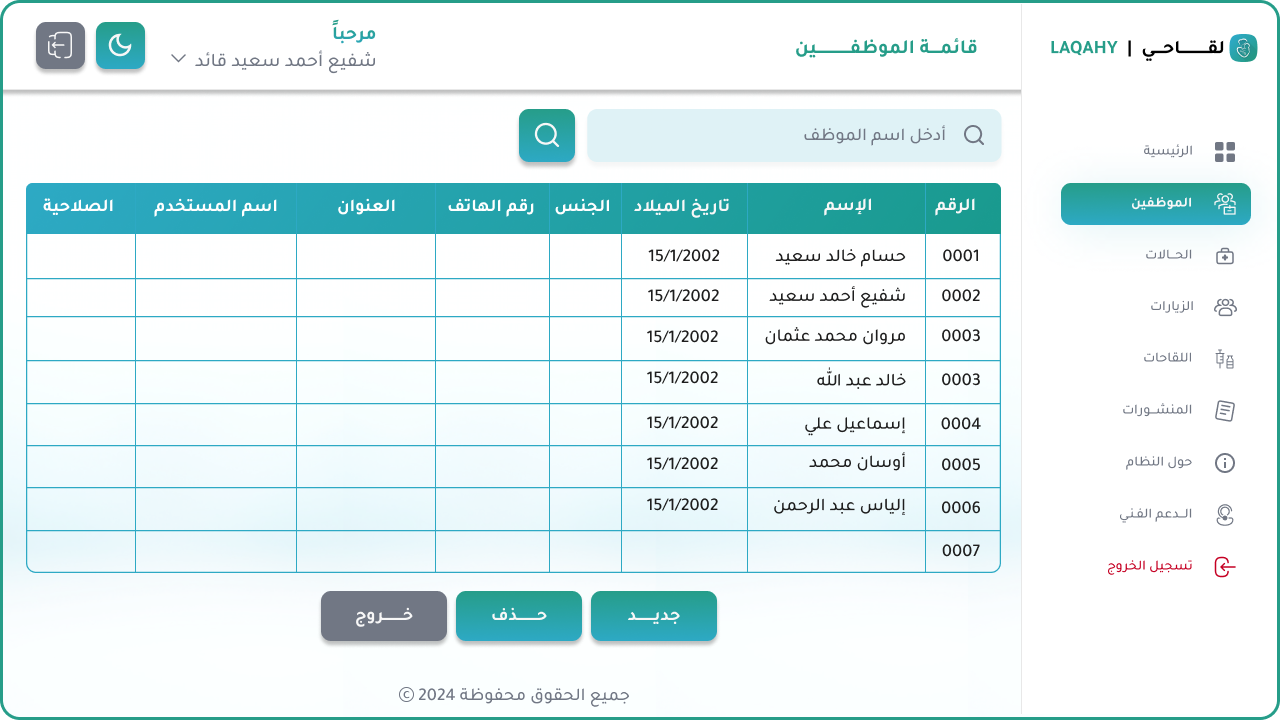 لقـــاحـي | LAQAHY
الرئيسية
الموظفين
الحـالات
الزيارات
اللقاحات
المنشـورات
حول النظام
الـدعم الفـني
تسجيل الخروج
قائمـة الموظفـــين
مرحباً
شفيع أحمد سعيد قائد
أدخل اسم الموظف
الرقم الإسم تاريخ الميلاد الجنس رقم الهاتف العنوان اسم المستخدم الصلاحية
0001 حسام خالد سعيد 15/1/2002
0002 شفيع أحمد سعيد 15/1/2002
0003 مروان محمد عثمان 15/1/2002
0003 خالد عبد الله 15/1/2002
0004 إسماعيل علي 15/1/2002
0005 أوسان محمد 15/1/2002
0006 إلياس عبد الرحمن 15/1/2002
0007
جديـــد
حـــذف
خـــروج
جميع الحقوق محفوظة 2024 ©